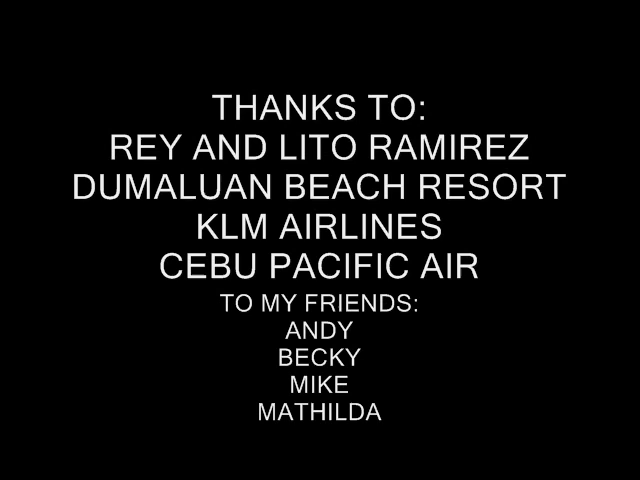 THANKS TO:
REY AND LITO RAMIREZ
DUMALUAN BEACH RESORT
KLM AIRLINES
CEBU PACIFIC AIR
TO MY FRIENDS:
ANDY
BECKY
MIKE
MATHILDA